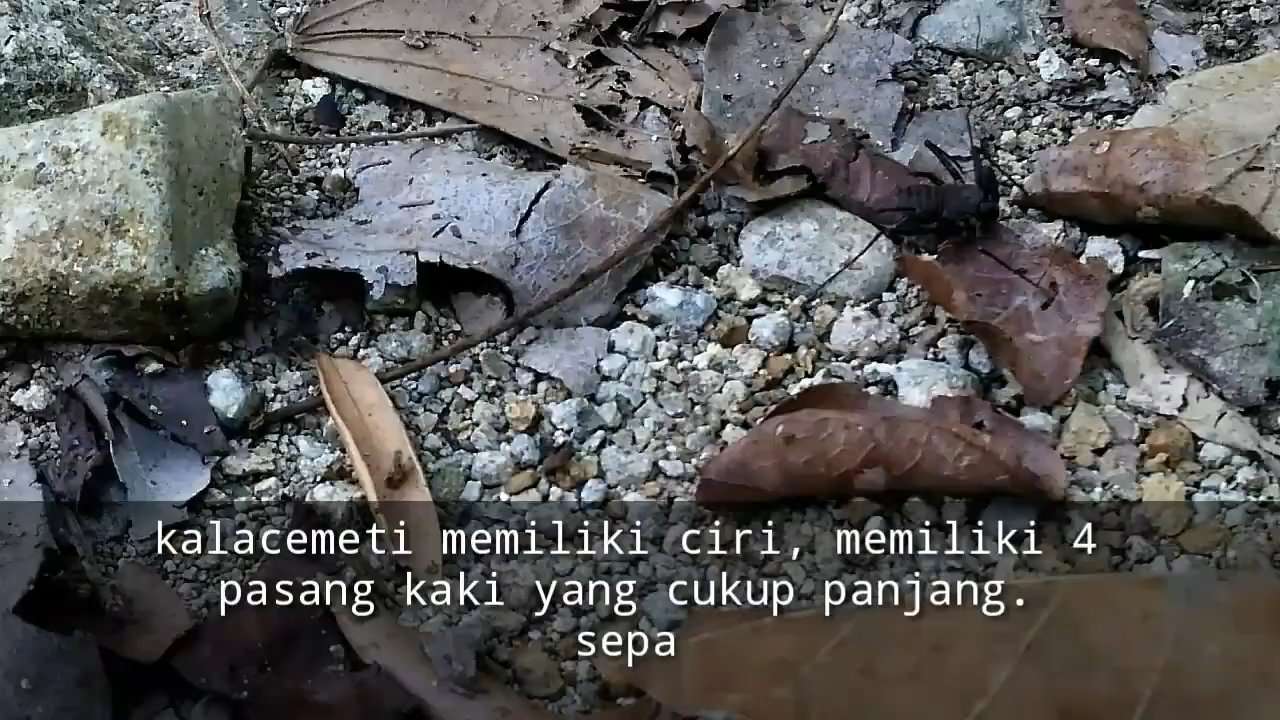 kalacemeti memiliki ciri, memiliki 4
pasang kaki yang cukup panjang.
sepa